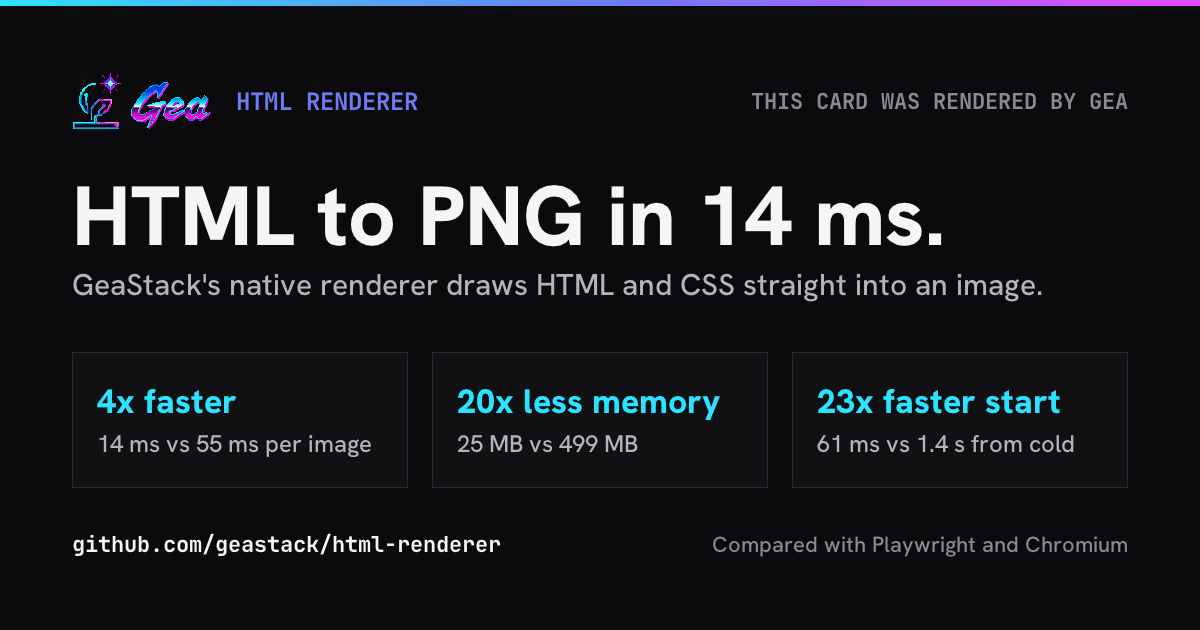 Gea HTML RENDERER
THIS CARD WAS RENDERED BY GEA
HTML to PNG in 14 ms.
GeaStack's native renderer draws HTML and CSS straight into an image.
4x faster
14 ms vs 55 ms per image
20x less memory
25 MB vs 499 MB
23x faster start
61 ms vs 1.4 s from cold
github.com/geastack/html-renderer
Compared with Playwright and Chromium